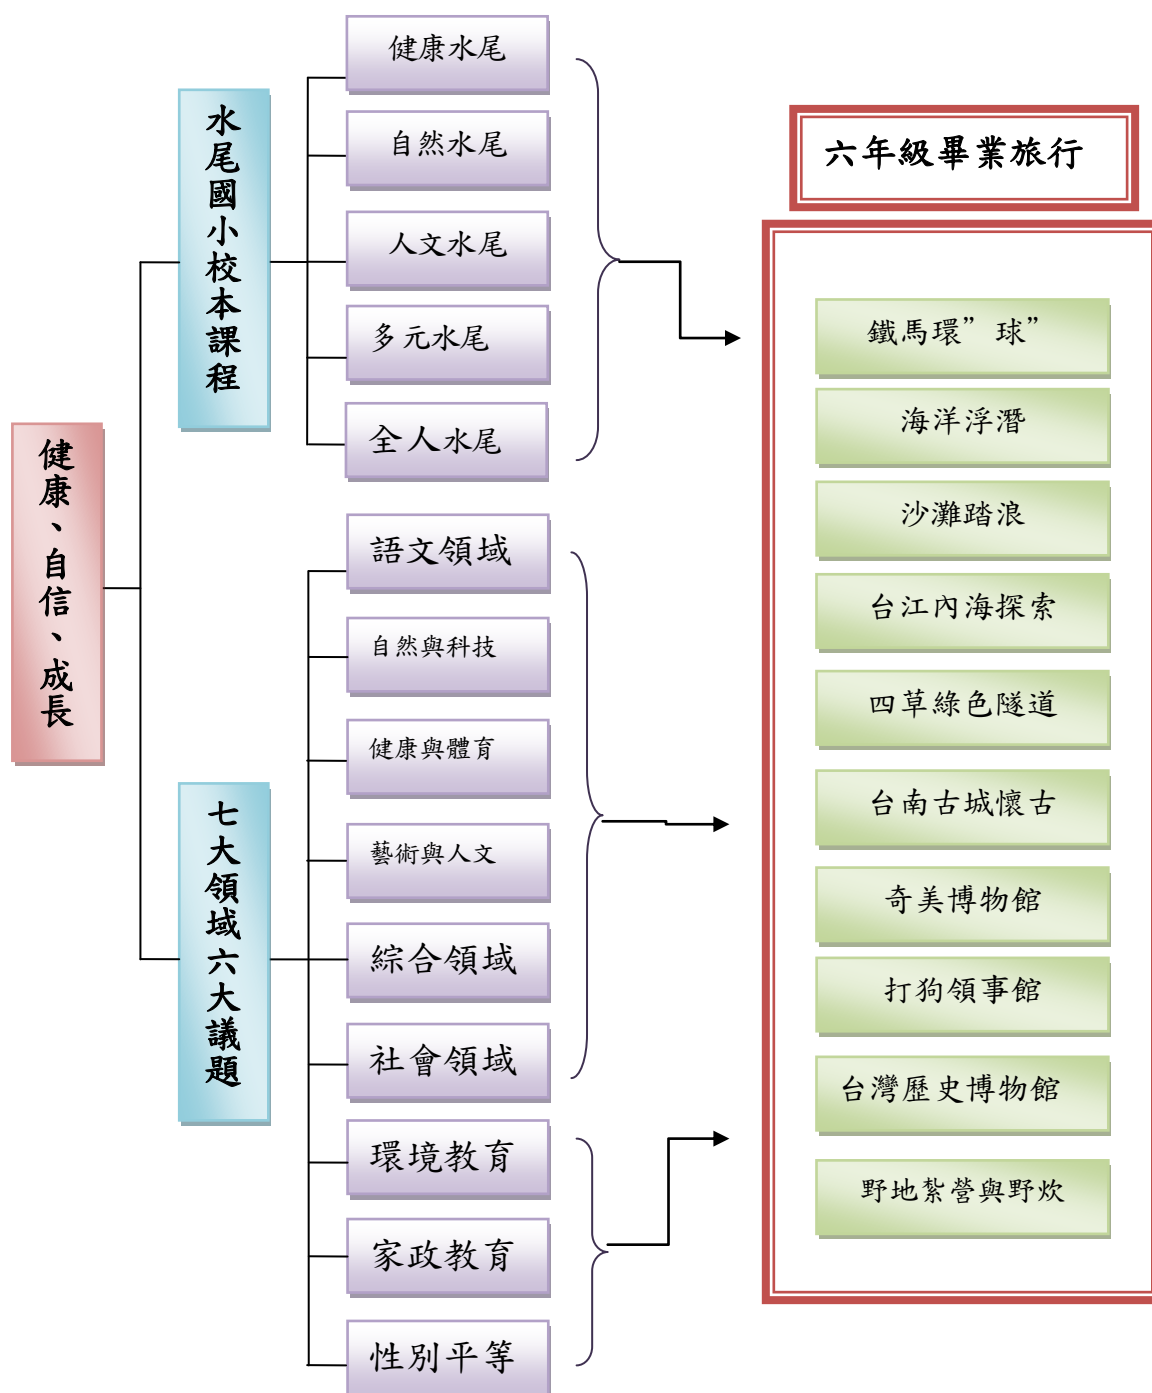 健康、自信、成長
水尾國小校本課程
七大領域六大議題
健康水尾
自然水尾
人文水尾
多元水尾
全人水尾
語文領域
自然與科技
健康與體育
藝術與人文
綜合領域
社會領域
環境教育
家政教育
性別平等
六年級畢業旅行
鐵馬環”球”
海洋浮潛
沙灘踏浪
台江內海探索
四草綠色隧道
台南古城懷古
奇美博物館
打狗領事館
台灣歷史博物館
野地紮營與野炊